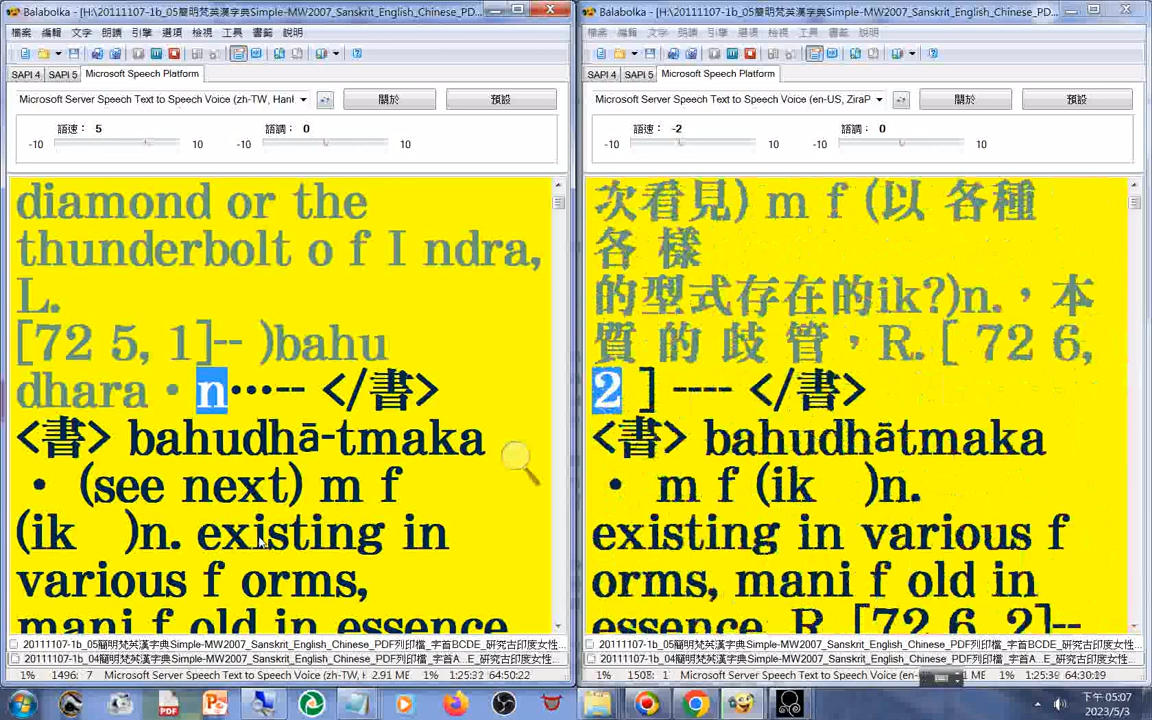 Balabolka - [H:\20111107-1b_05簡明梵英漢字典Simple-MW2007_Sanskrit_English_Chinese_PD...
檔案 編輯 文字 朗讀 引擎 選項 檢視 工具 書籤 說明
SAPI 4 SAPI 5 Microsoft Speech Platform
Microsoft Server Speech Text to Speech Voice (zh-TW, Hanl 關於 預設
語速： 5 語調： 0
-10 10 -10 10
diamond or the
thunderbolt o f I ndra,
L.
[72 5, 1]-- )bahu
dhara · n…-- </書>
<書> bahudhā-tmaka
· (see next) m f
(ik )n. existing in
various f orms,
mani f old in essence
20111107-1b_05簡明梵英漢字典Simple-MW2007_Sanskrit_English_Chinese_PDF列印檔_字首BCDE_研究古印度女性...
20111107-1b_04簡明梵英漢字典Simple-MW2007_Sanskrit_English_Chinese_PDF列印檔_字首A...E_研究古印度女性...
1% 1496: 7 Microsoft Server Speech Text to Speech Voice (zh-TW, 2.91 ME 1% 1:25:32 64:50:22
Balabolka - [H:\20111107-1b_05簡明梵英漢字典Simple-MW2007_Sanskrit_English_Chinese_PD...
檔案 編輯 文字 朗讀 引擎 選項 檢視 工具 書籤 說明
SAPI 4 SAPI 5 Microsoft Speech Platform
Microsoft Server Speech Text to Speech Voice (en-US, ZiraP 關於 預設
語速： -2 語調： 0
-10 10 -10 10
次看見) m f (以 各種
各 樣
的型式存在的ik?)n.，本
質 的 歧 管，R. [ 72 6,
2 ] ---- </書>
<書> bahudhātmaka
· m f (ik )n.
existing in various f
orms, mani f old in
essence, R. [72 6, 2]--
20111107-1b_05簡明梵英漢字典Simple-MW2007_Sanskrit_English_Chinese_PDF列印檔_字首BCDE_研究古印度女性...
20111107-1b_04簡明梵英漢字典Simple-MW2007_Sanskrit_English_Chinese_PDF列印檔_字首A...E_研究古印度女性...
1% 1508: Microsoft Server Speech Text to Speech Voice ME 1% 1:25:39 64:30:19
PDF
下午 05:07
2023/5/3